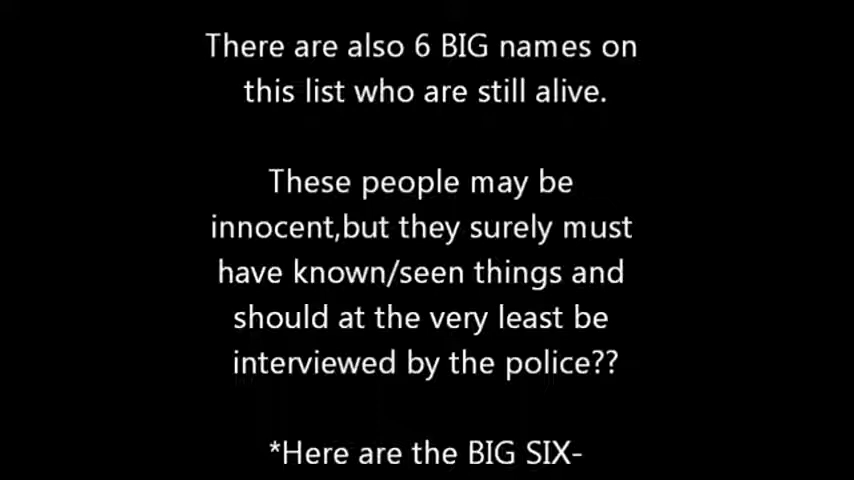 There are also 6 BIG names on
this list who are still alive.
These people may be
innocent,but they surely must
have known/seen things and
should at the very least be
interviewed by the police??
*Here are the BIG SIX-